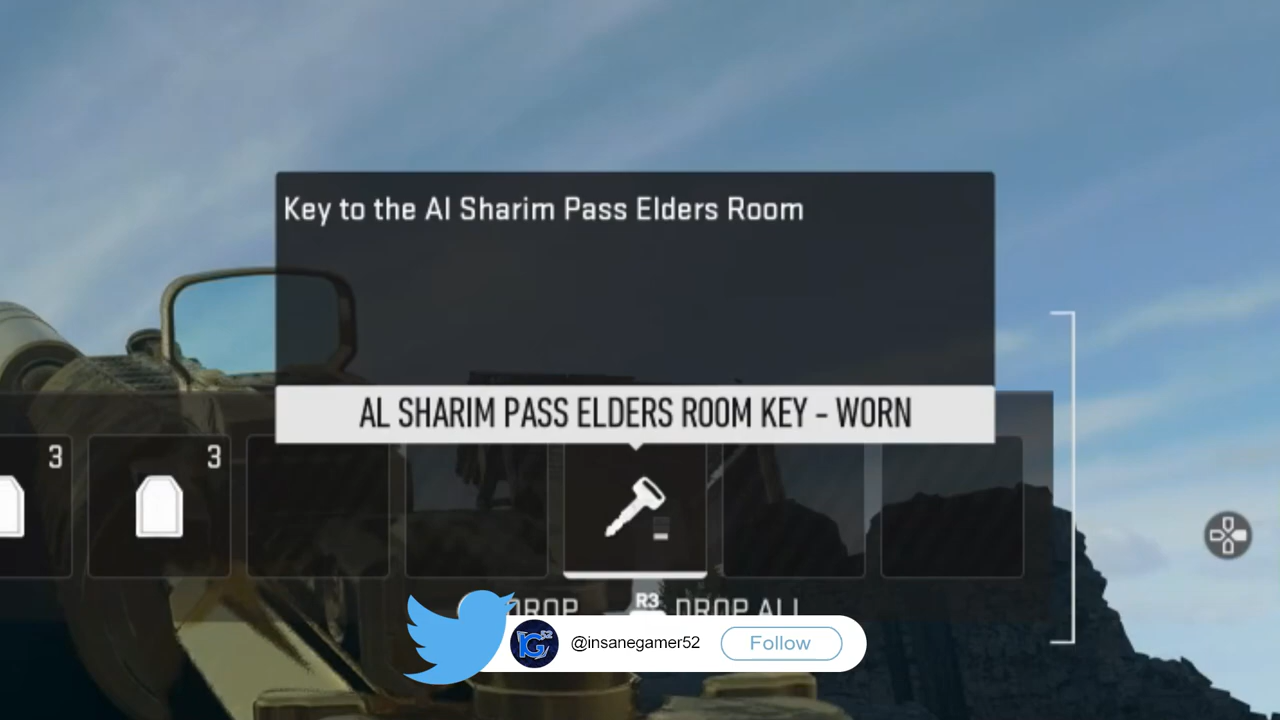 Key to the Al Sharim Pass Elders Room
AL SHARIM PASS ELDERS ROOM KEY - WORN
3
3
DROP
R3
DROP ALL
IG52
@insanegamer52
Follow